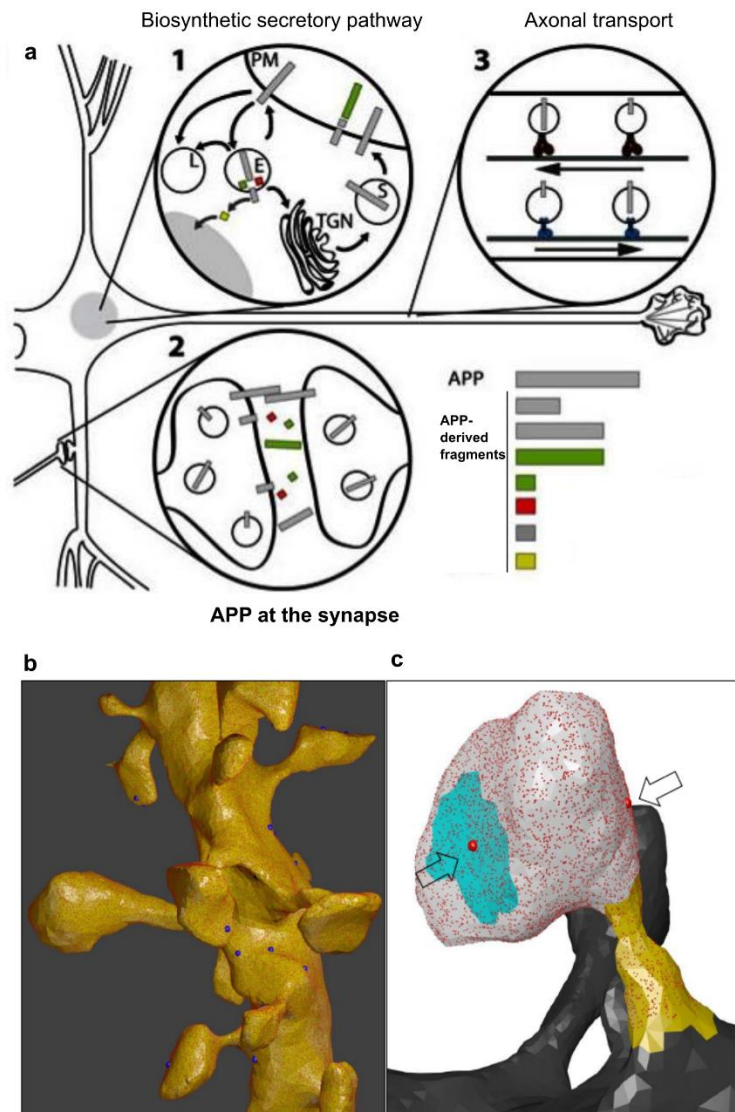 Biosynthetic secretory pathway
Axonal transport
a
1
PM
L
E
S
TGN
3
2
APP
APP-
derived
fragments
APP at the synapse
b
c